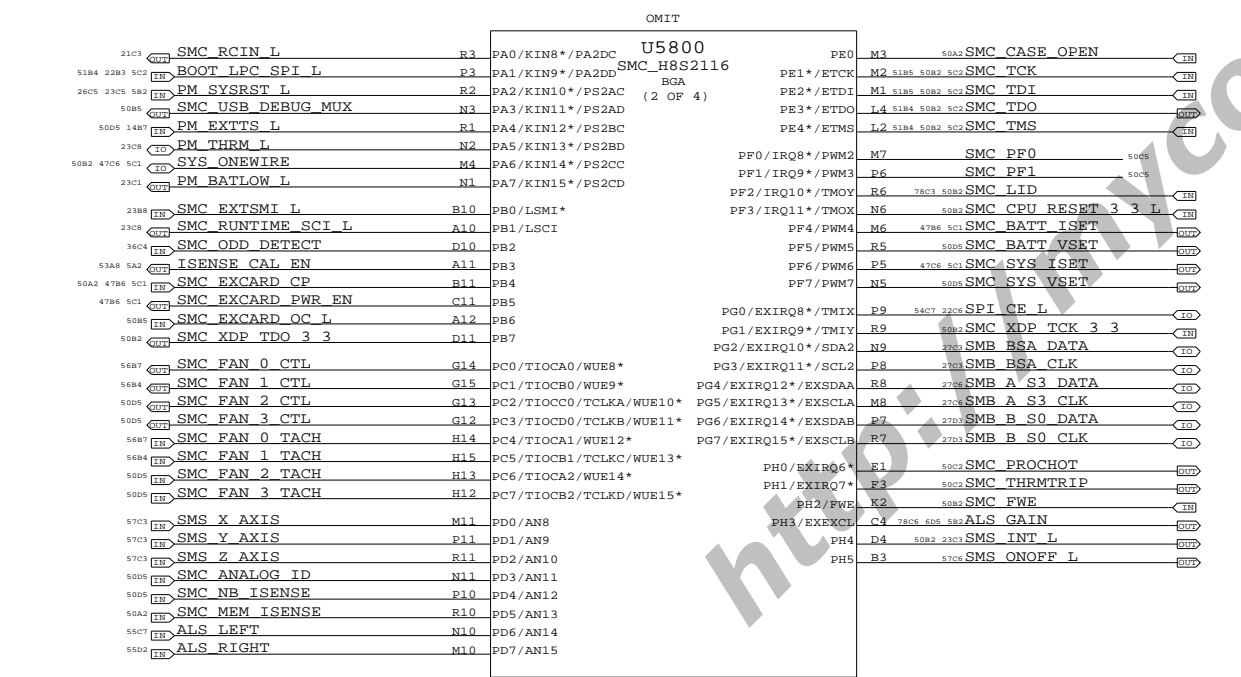 OMIT
U5800
SMC_H8S2116
BGA
(2 OF 4)
21C3 OUT SMC_RCIN_L R3 PA0/KIN8*/PA2DC
51B4 22B3 5C2 IN BOOT_LPC_SPI_L P3 PA1/KIN9*/PA2DD
26C5 23C5 5B2 IN PM_SYSRST_L R2 PA2/KIN10*/PS2AC
50B5 OUT SMC_USB_DEBUG_MUX N3 PA3/KIN11*/PS2AD
50D5 14B7 IN PM_EXTTS_L R1 PA4/KIN12*/PS2BC
23C8 IO PM_THRM_L N2 PA5/KIN13*/PS2BD
50B2 47C6 5C1 IO SYS_ONEWIRE M4 PA6/KIN14*/PS2CC
23C1 OUT PM_BATLOW_L N1 PA7/KIN15*/PS2CD
23B8 IN SMC_EXTSMI_L B10 PB0/LSMI*
23C8 OUT SMC_RUNTIME_SCI_L A10 PB1/LSCI
36C4 IN SMC_ODD_DETECT D10 PB2
53A8 5A2 OUT ISENSE_CAL_EN A11 PB3
50A2 47B6 5C1 IN SMC_EXCARD_CP B11 PB4
47B6 5C1 OUT SMC_EXCARD_PWR_EN C11 PB5
50B5 IN SMC_EXCARD_OC_L A12 PB6
50B2 OUT SMC_XDP_TDO_3_3 D11 PB7
56B7 OUT SMC_FAN_0_CTL G14 PC0/TIOCA0/WUE8*
56B4 OUT SMC_FAN_1_CTL G15 PC1/TIOCB0/WUE9*
50D5 OUT SMC_FAN_2_CTL G13 PC2/TIOCC0/TCLKA/WUE10*
50D5 OUT SMC_FAN_3_CTL G12 PC3/TIOCD0/TCLKB/WUE11*
56B7 IN SMC_FAN_0_TACH H14 PC4/TIOCA1/WUE12*
56B4 IN SMC_FAN_1_TACH H15 PC5/TIOCB1/TCLKC/WUE13*
50D5 IN SMC_FAN_2_TACH H13 PC6/TIOCA2/WUE14*
50D5 IN SMC_FAN_3_TACH H12 PC7/TIOCB2/TCLKD/WUE15*
57C3 IN SMS_X_AXIS M11 PD0/AN8
57C3 IN SMS_Y_AXIS P11 PD1/AN9
57C3 IN SMS_Z_AXIS R11 PD2/AN10
50D5 IN SMC_ANALOG_ID N11 PD3/AN11
50D5 IN SMC_NB_ISENSE P10 PD4/AN12
50A2 IN SMC_MEM_ISENSE R10 PD5/AN13
55C7 IN ALS_LEFT N10 PD6/AN14
55D2 IN ALS_RIGHT M10 PD7/AN15
PE0 M3 50A2 SMC_CASE_OPEN IN
PE1*/ETCK M2 51B5 50B2 5C2 SMC_TCK IN
PE2*/ETDI M1 51B5 50B2 5C2 SMC_TDI IN
PE3*/ETDO L4 51B4 50B2 5C2 SMC_TDO OUT
PE4*/ETMS L2 51B4 50B2 5C2 SMC_TMS IN
PF0/IRQ8*/PWM2 M7 SMC_PF0 50C5
PF1/IRQ9*/PWM3 P6 SMC_PF1 50C5
PF2/IRQ10*/TMOY R6 78C3 50B2 SMC_LID IN
PF3/IRQ11*/TMOX N6 50B2 SMC_CPU_RESET_3_3_L IN
PF4/PWM4 M6 47B6 5C1 SMC_BATT_ISET OUT
PF5/PWM5 R5 50D5 SMC_BATT_VSET OUT
PF6/PWM6 P5 47C6 5C1 SMC_SYS_ISET OUT
PF7/PWM7 N5 50D5 SMC_SYS_VSET OUT
PG0/EXIRQ8*/TMIX P9 54C7 22C6 SPI_CE_L IO
PG1/EXIRQ9*/TMIY R9 50B2 SMC_XDP_TCK_3_3 IN
PG2/EXIRQ10*/SDA2 N9 27C3 SMB_BSA_DATA IO
PG3/EXIRQ11*/SCL2 P8 27C3 SMB_BSA_CLK IO
PG4/EXIRQ12*/EXSDAA R8 27C6 SMB_A_S3_DATA IO
PG5/EXIRQ13*/EXSCLA M8 27C6 SMB_A_S3_CLK IO
PG6/EXIRQ14*/EXSDAB P7 27D3 SMB_B_S0_DATA IO
PG7/EXIRQ15*/EXSCLB R7 27D3 SMB_B_S0_CLK IO
PH0/EXIRQ6* E1 50C2 SMC_PROCHOT OUT
PH1/EXIRQ7* F3 50C2 SMC_THRMTRIP OUT
PH2/FWE K2 50B2 SMC_FWE IN
PH3/EXEXCL C4 78C6 6D5 5B2 ALS_GAIN OUT
PH4 D4 50B2 23C3 SMS_INT_L OUT
PH5 B3 57C6 SMS_ONOFF_L OUT
http://myco